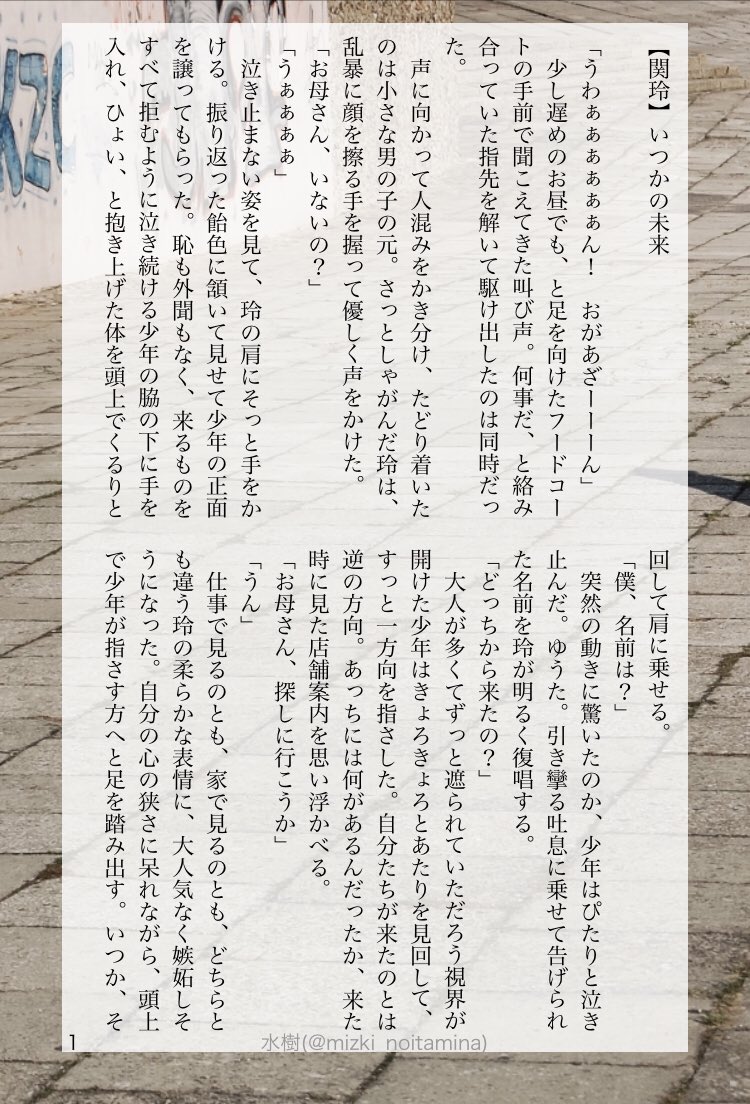 【関玲】 いつかの未来
「うわぁぁぁぁぁぁん！ おがあざーーーん」
少し遅めのお昼でも、と足を向けたフードコー
トの手前で聞こえてきた叫び声。何事だ、と絡み
合っていた指先を解いて駆け出したのは同時だっ
た。
声に向かって人混みをかき分け、たどり着いた
のは小さな男の子の元。さっとしゃがんだ玲は、
乱暴に顔を擦る手を握って優しく声をかけた。
「お母さん、いないの？」
「うぁぁぁぁ」
泣き止まない姿を見て、玲の肩にそっと手をか
ける。振り返った飴色に頷いて見せて少年の正面
を譲ってもらった。恥も外聞もなく、来るものを
すべて拒むように泣き続ける少年の脇の下に手を
入れ、ひょい、と抱き上げた体を頭上でくるりと
回して肩に乗せる。
「僕、名前は？」
突然の動きに驚いたのか、少年はぴたりと泣き
止んだ。ゆうた。引き攣る吐息に乗せて告げられ
た名前を玲が明るく復唱する。
「どっちから来たの？」
大人が多くてずっと遮られていただろう視界が
開けた少年はきょろきょろとあたりを見回して、
すっと一方向を指さした。自分たちが来たのとは
逆の方向。あっちには何があるんだったか、来た
時に見た店舗案内を思い浮かべる。
「お母さん、探しに行こうか」
「うん」
仕事で見るのとも、家で見るのとも、どちらと
も違う玲の柔らかな表情に、大人気なく嫉妬しそ
うになった。自分の心の狭さに呆れながら、頭上
で少年が指さす方へと足を踏み出す。いつか、そ
1
水樹(@mizki_noitamina)